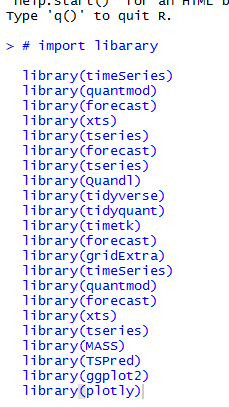 'help.start()' for an HTML b
Type 'q()' to quit R.
> # import libarary
library(timeSeries)
library(quantmod)
library(forecast)
library(xts)
library(tseries)
library(forecast)
library(tseries)
library(Quandl)
library(tidyverse)
library(tidyquant)
library(timetk)
library(forecast)
library(gridExtra)
library(timeSeries)
library(quantmod)
library(forecast)
library(xts)
library(tseries)
library(MASS)
library(TSPred)
library(ggplot2)
library(plotly)